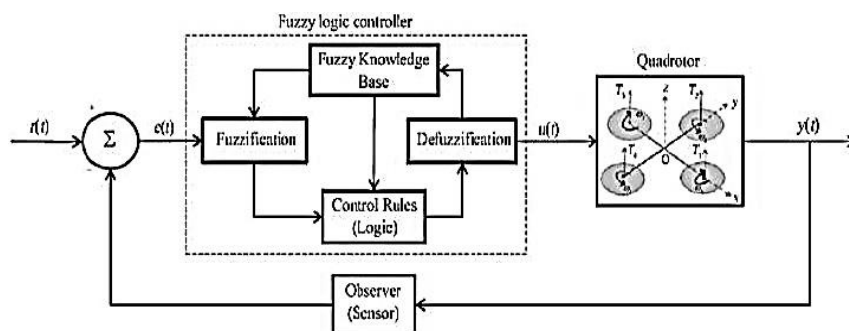 Fuzzy logic controller
Fuzzy Knowledge
Base
Quadrotor
r(t)
Σ
e(t)
Fuzzification
Defuzzification
u(t)
y(t)
Control Rules
(Logic)
z
y
O
Observer
(Sensor)